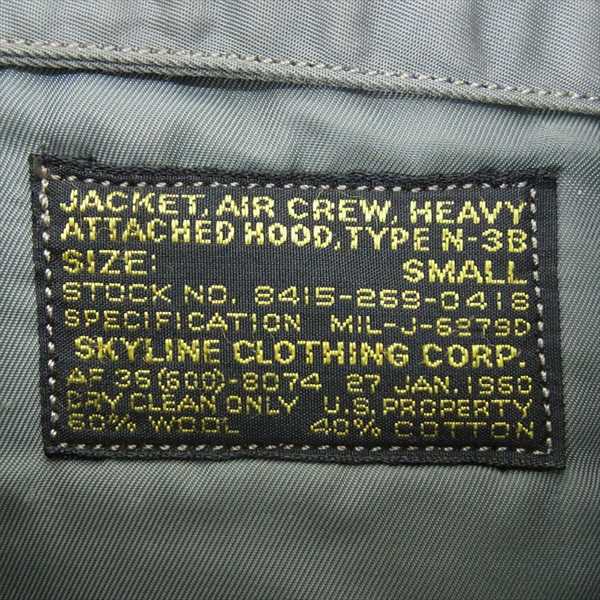 JACKET, AIR CREW, HEAVY
ATTACHED HOOD, TYPE N-3B
SIZE: SMALL
STOCK NO. 8415-269-0418
SPECIFICATION MIL-J-6279D
SKYLINE CLOTHING CORP.
AF 36(600)-8074 27 JAN. 1960
DRY CLEAN ONLY U.S. PROPERTY
60% WOOL 40% COTTON